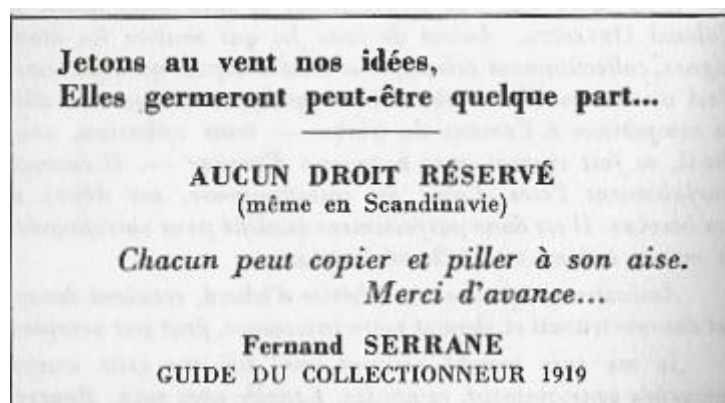 Jetons au vent nos idées,
Elles germeront peut-être quelque part...
AUCUN DROIT RÉSERVÉ
(même en Scandinavie)
Chacun peut copier et piller à son aise.
Merci d'avance...
Fernand SERRANE
GUIDE DU COLLECTIONNEUR 1919